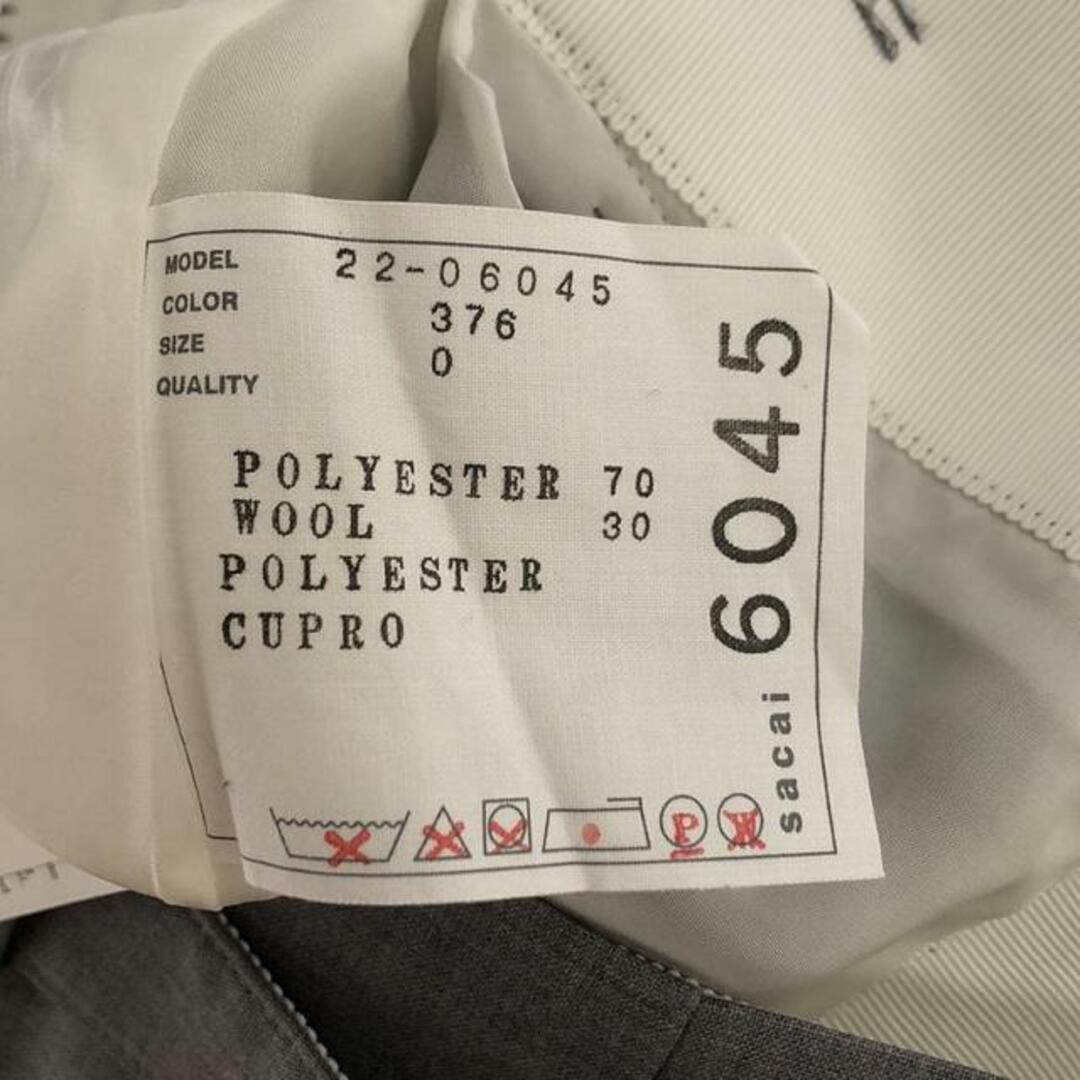 MODEL 22-06045
COLOR 376
SIZE 0
QUALITY
POLYESTER 70
WOOL 30
POLYESTER
CUPRO
sacai 6045
P W